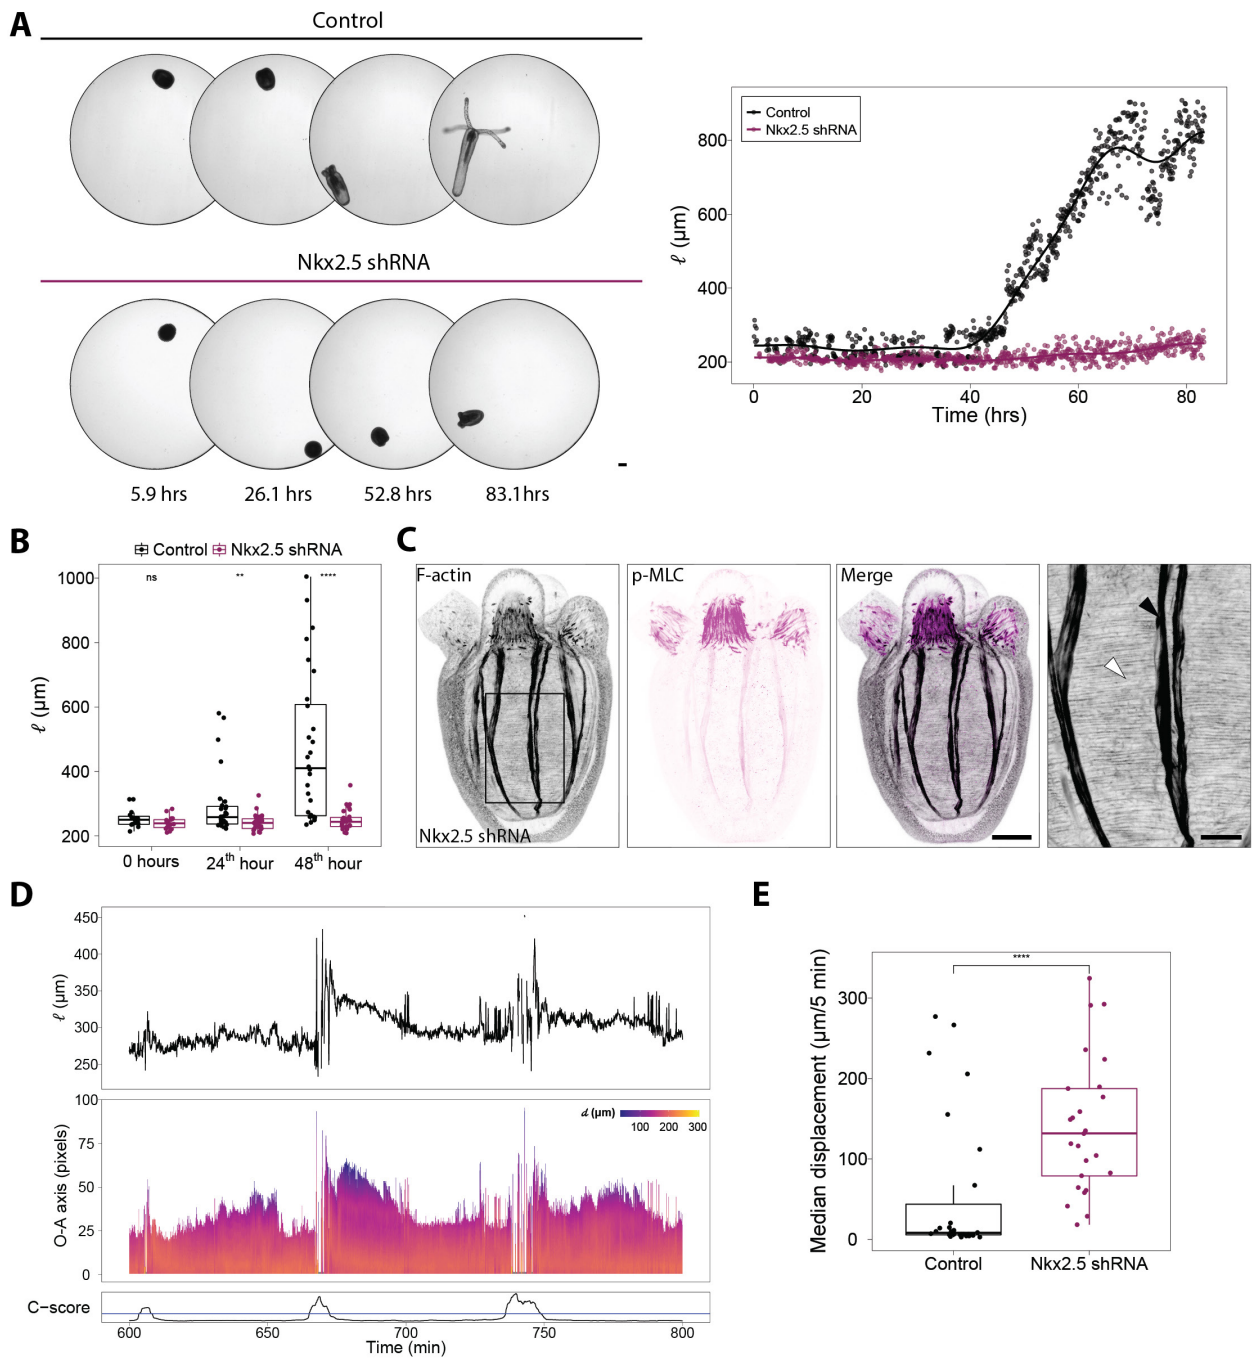 A
Control
Nkx2.5 shRNA
5.9 hrs
26.1 hrs
52.8 hrs
83.1hrs
Control
Nkx2.5 shRNA
ℓ (µm)
800
600
400
200
0
20
40
60
80
Time (hrs)
B
Control
Nkx2.5 shRNA
ℓ (µm)
1000
800
600
400
200
ns
**
****
0 hours
24th hour
48th hour
C
F-actin
p-MLC
Merge
Nkx2.5 shRNA
D
ℓ (µm)
450
400
350
300
250
O-A axis (pixels)
100
75
50
25
0
d (µm)
100
200
300
C-score
600
650
700
750
800
Time (min)
E
Median displacement (µm/5 min)
300
200
100
0
****
Control
Nkx2.5 shRNA